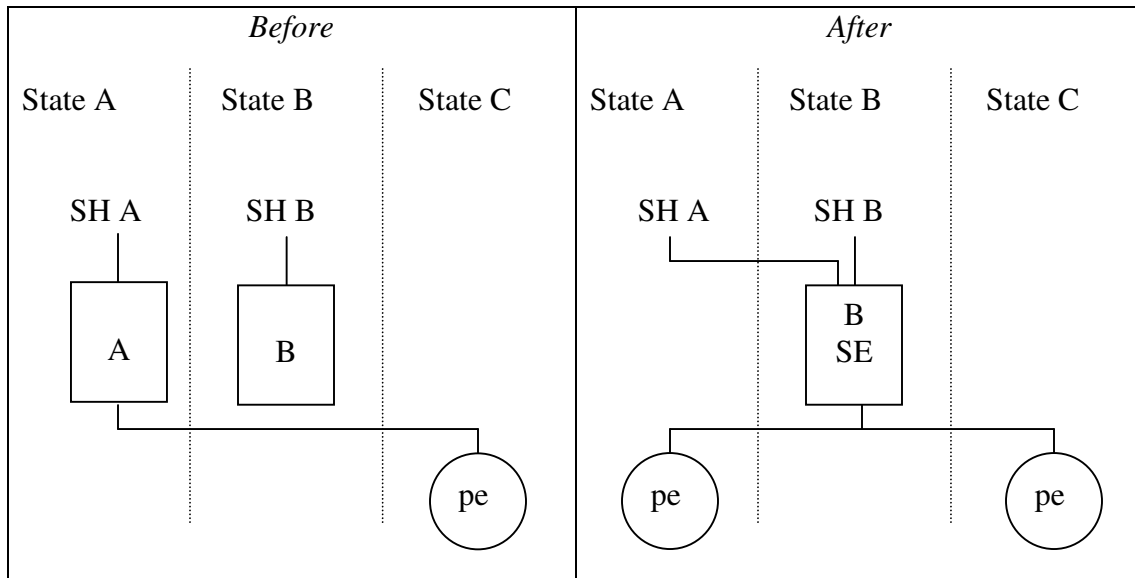 Before
State A State B State C
SH A SH B
A B
pe
After
State A State B State C
SH A SH B
B
SE
pe pe